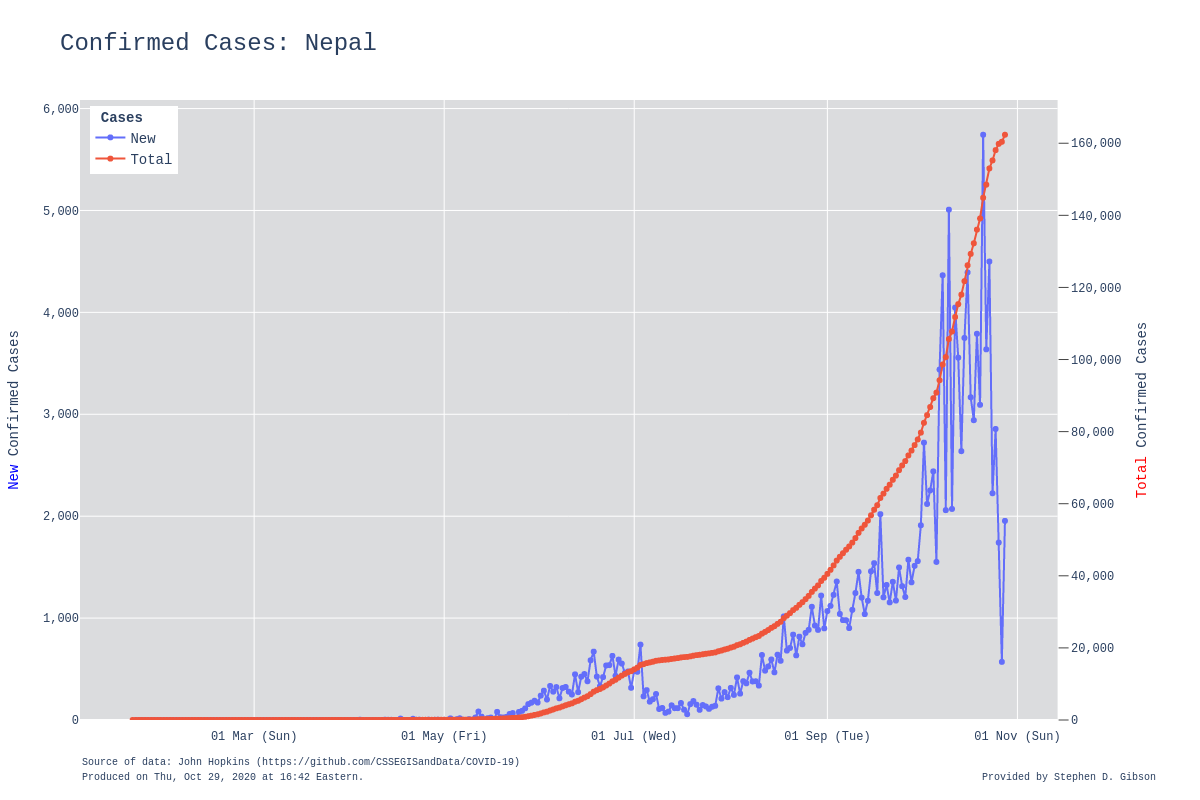 Confirmed Cases: Nepal
Cases
New
Total
6,000
5,000
4,000
3,000
2,000
1,000
0
New Confirmed Cases
160,000
140,000
120,000
100,000
80,000
60,000
40,000
20,000
0
Total Confirmed Cases
01 Mar (Sun)
01 May (Fri)
01 Jul (Wed)
01 Sep (Tue)
01 Nov (Sun)
Source of data: John Hopkins (https://github.com/CSSEGISandData/COVID-19)
Produced on Thu, Oct 29, 2020 at 16:42 Eastern.
Provided by Stephen D. Gibson